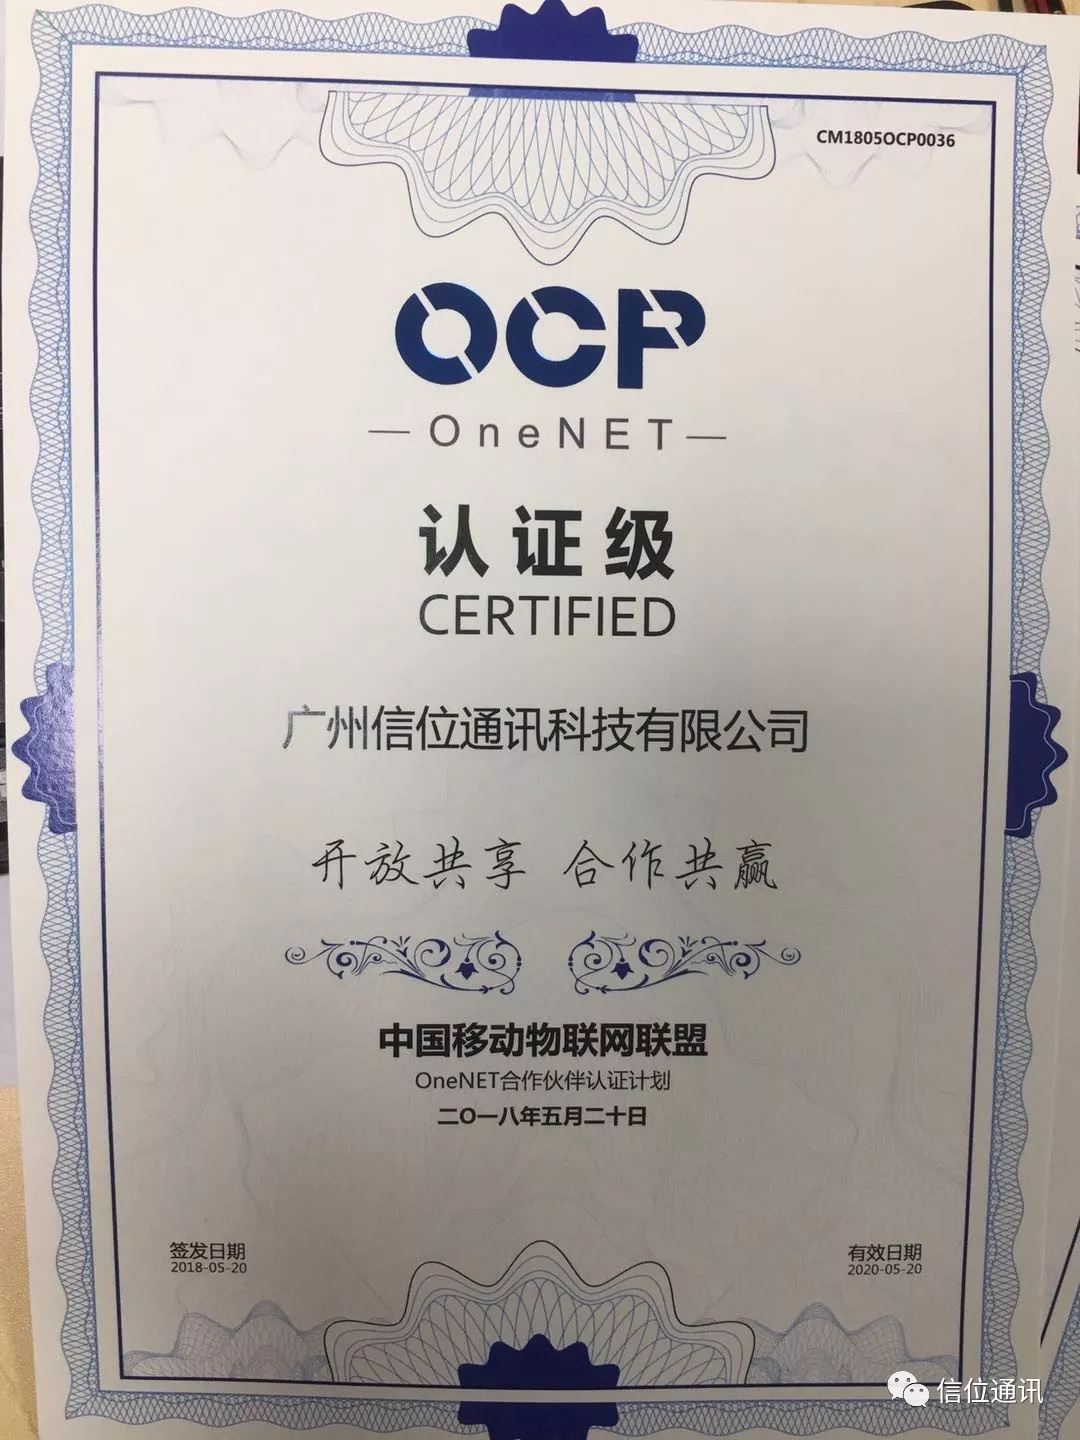 CM1805OCP0036
OCP
—OneNET—
认证级
CERTIFIED
广州信位通讯科技有限公司
开放共享 合作共赢
中国移动物联网联盟
OneNET合作伙伴认证计划
二O一八年五月二十日
签发日期
2018-05-20
有效日期
2020-05-20
信位通讯